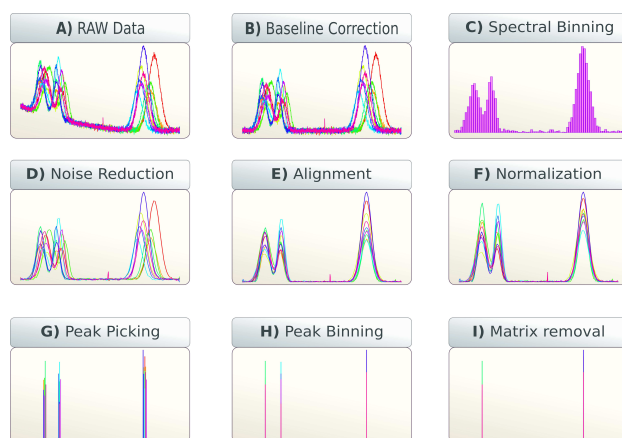 A) RAW Data
B) Baseline Correction
C) Spectral Binning
D) Noise Reduction
E) Alignment
F) Normalization
G) Peak Picking
H) Peak Binning
I) Matrix removal